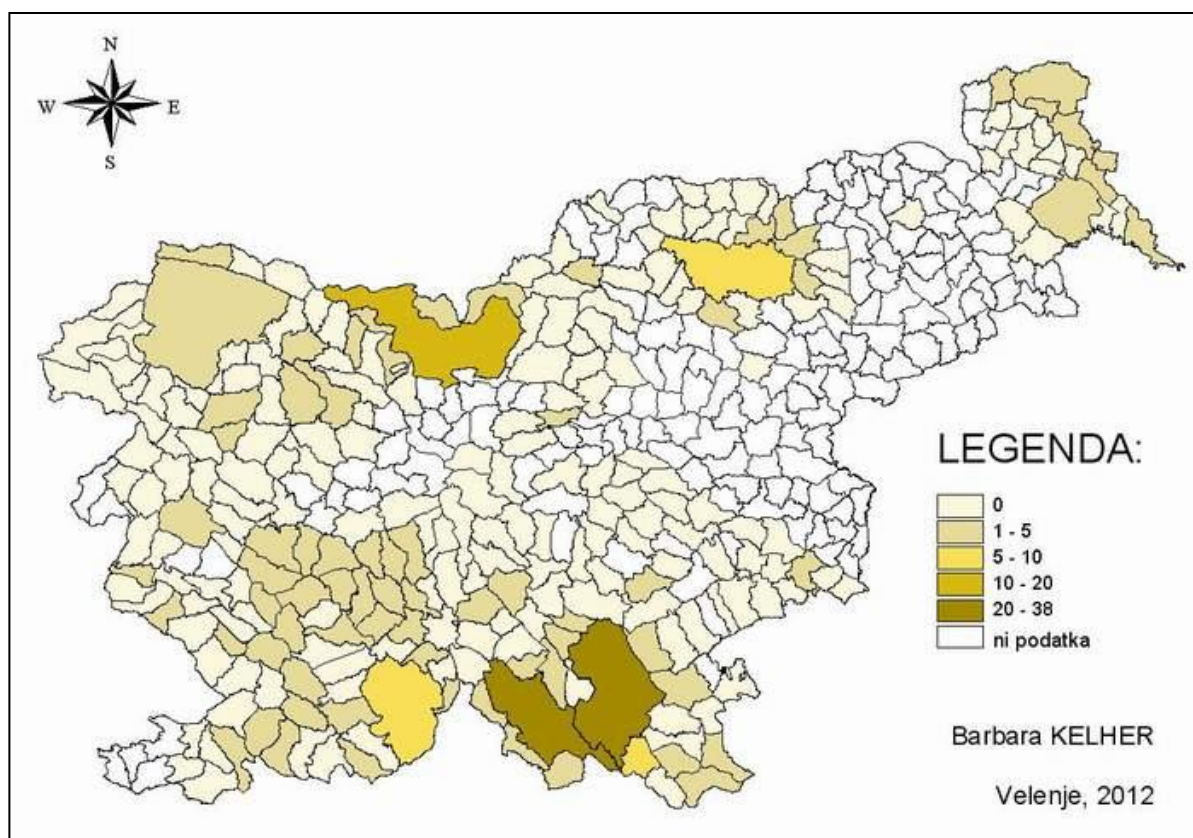 N
W E
S
LEGENDA:
0
1 - 5
5 - 10
10 - 20
20 - 38
ni podatka
Barbara KELHER
Velenje, 2012